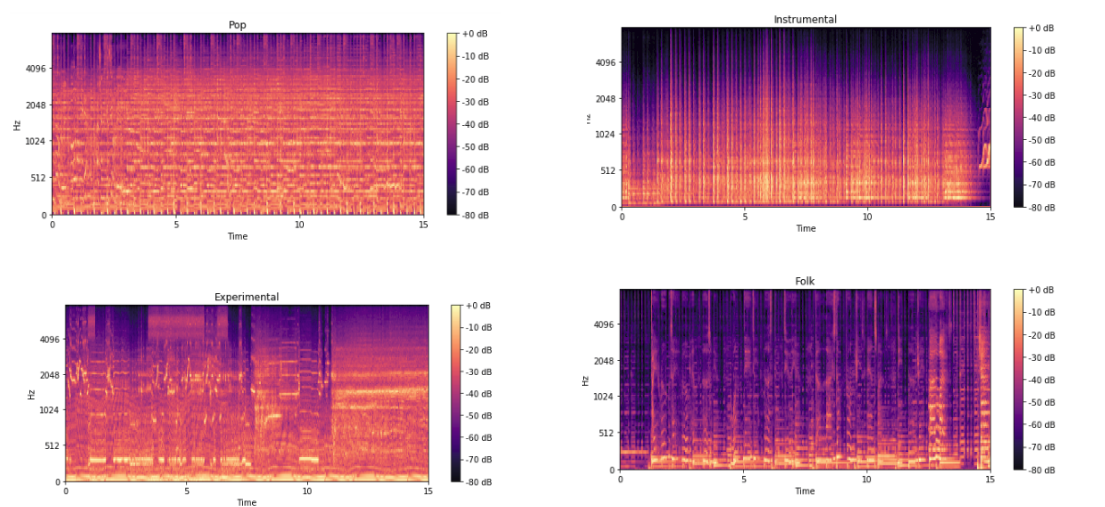 Pop
4096
2048
1024
512
0
Hz
0 5 10 15
Time
+0 dB
-10 dB
-20 dB
-30 dB
-40 dB
-50 dB
-60 dB
-70 dB
-80 dB
Instrumental
4096
2048
1024
512
0
0 5 10 15
Time
+0 dB
-10 dB
-20 dB
-30 dB
-40 dB
-50 dB
-60 dB
-70 dB
-80 dB
Experimental
4096
2048
1024
512
0
Hz
0 5 10 15
Time
+0 dB
-10 dB
-20 dB
-30 dB
-40 dB
-50 dB
-60 dB
-70 dB
-80 dB
Folk
4096
2048
1024
512
0
Hz
0 5 10 15
Time
+0 dB
-10 dB
-20 dB
-30 dB
-40 dB
-50 dB
-60 dB
-70 dB
-80 dB